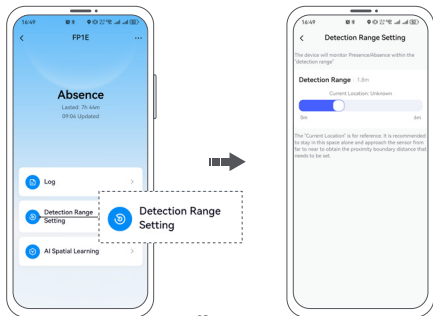 16:49
FP1E
Absence
Lasted 7h 44m
09:04 Updated
Log
Detection Range
Setting
AI Spatial Learning
Detection Range
Setting
16:49
Detection Range Setting
The device will monitor Presence/Absence within the
"detection range"
Detection Range 1.8m
Current Location: Unknown
0m
6m
The "Current Location" is for reference. It is recommended
to stay in this space alone and approach the sensor from
far to near to obtain the proximity boundary distance that
needs to be set.